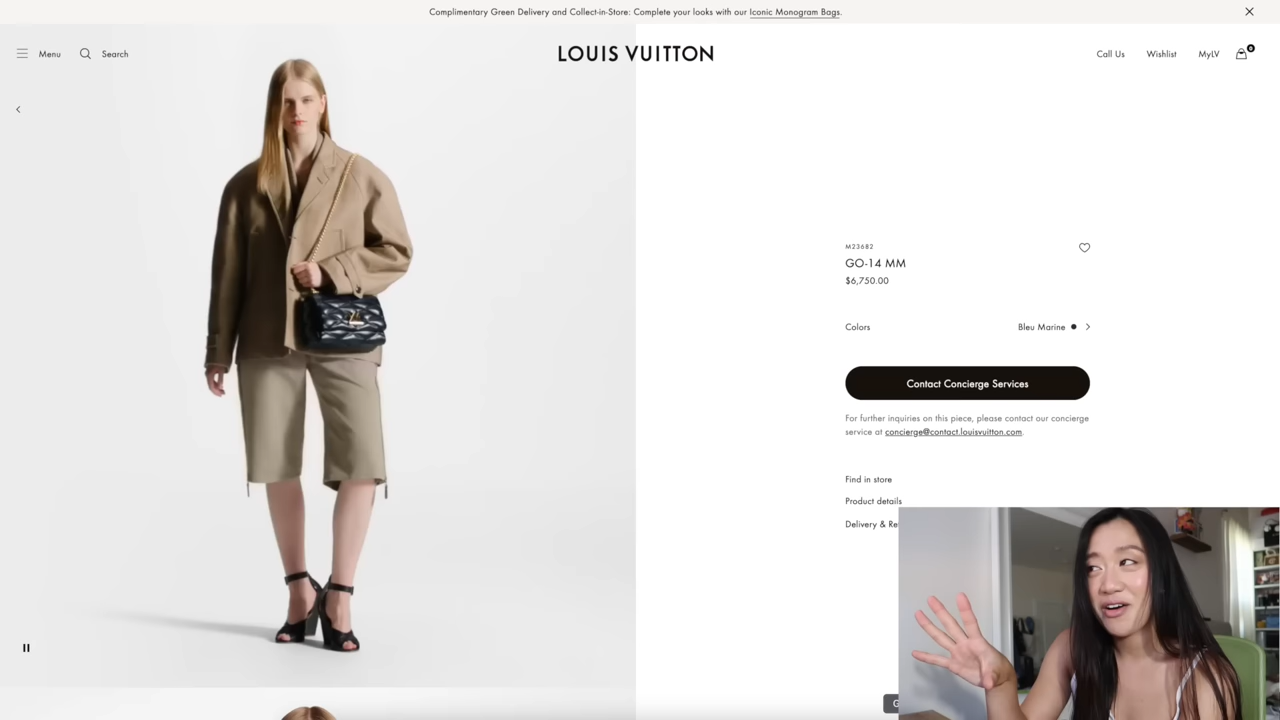 Complimentary Green Delivery and Collect-in-Store: Complete your looks with our Iconic Monogram Bags.
Menu
Search
LOUIS VUITTON
Call Us
Wishlist
MyLV
0
M23682
GO-14 MM
$6,750.00
Colors
Bleu Marine
Contact Concierge Services
For further inquiries on this piece, please contact our concierge
service at concierge@contact.louisvuitton.com.
Find in store
Product details
Delivery & Re